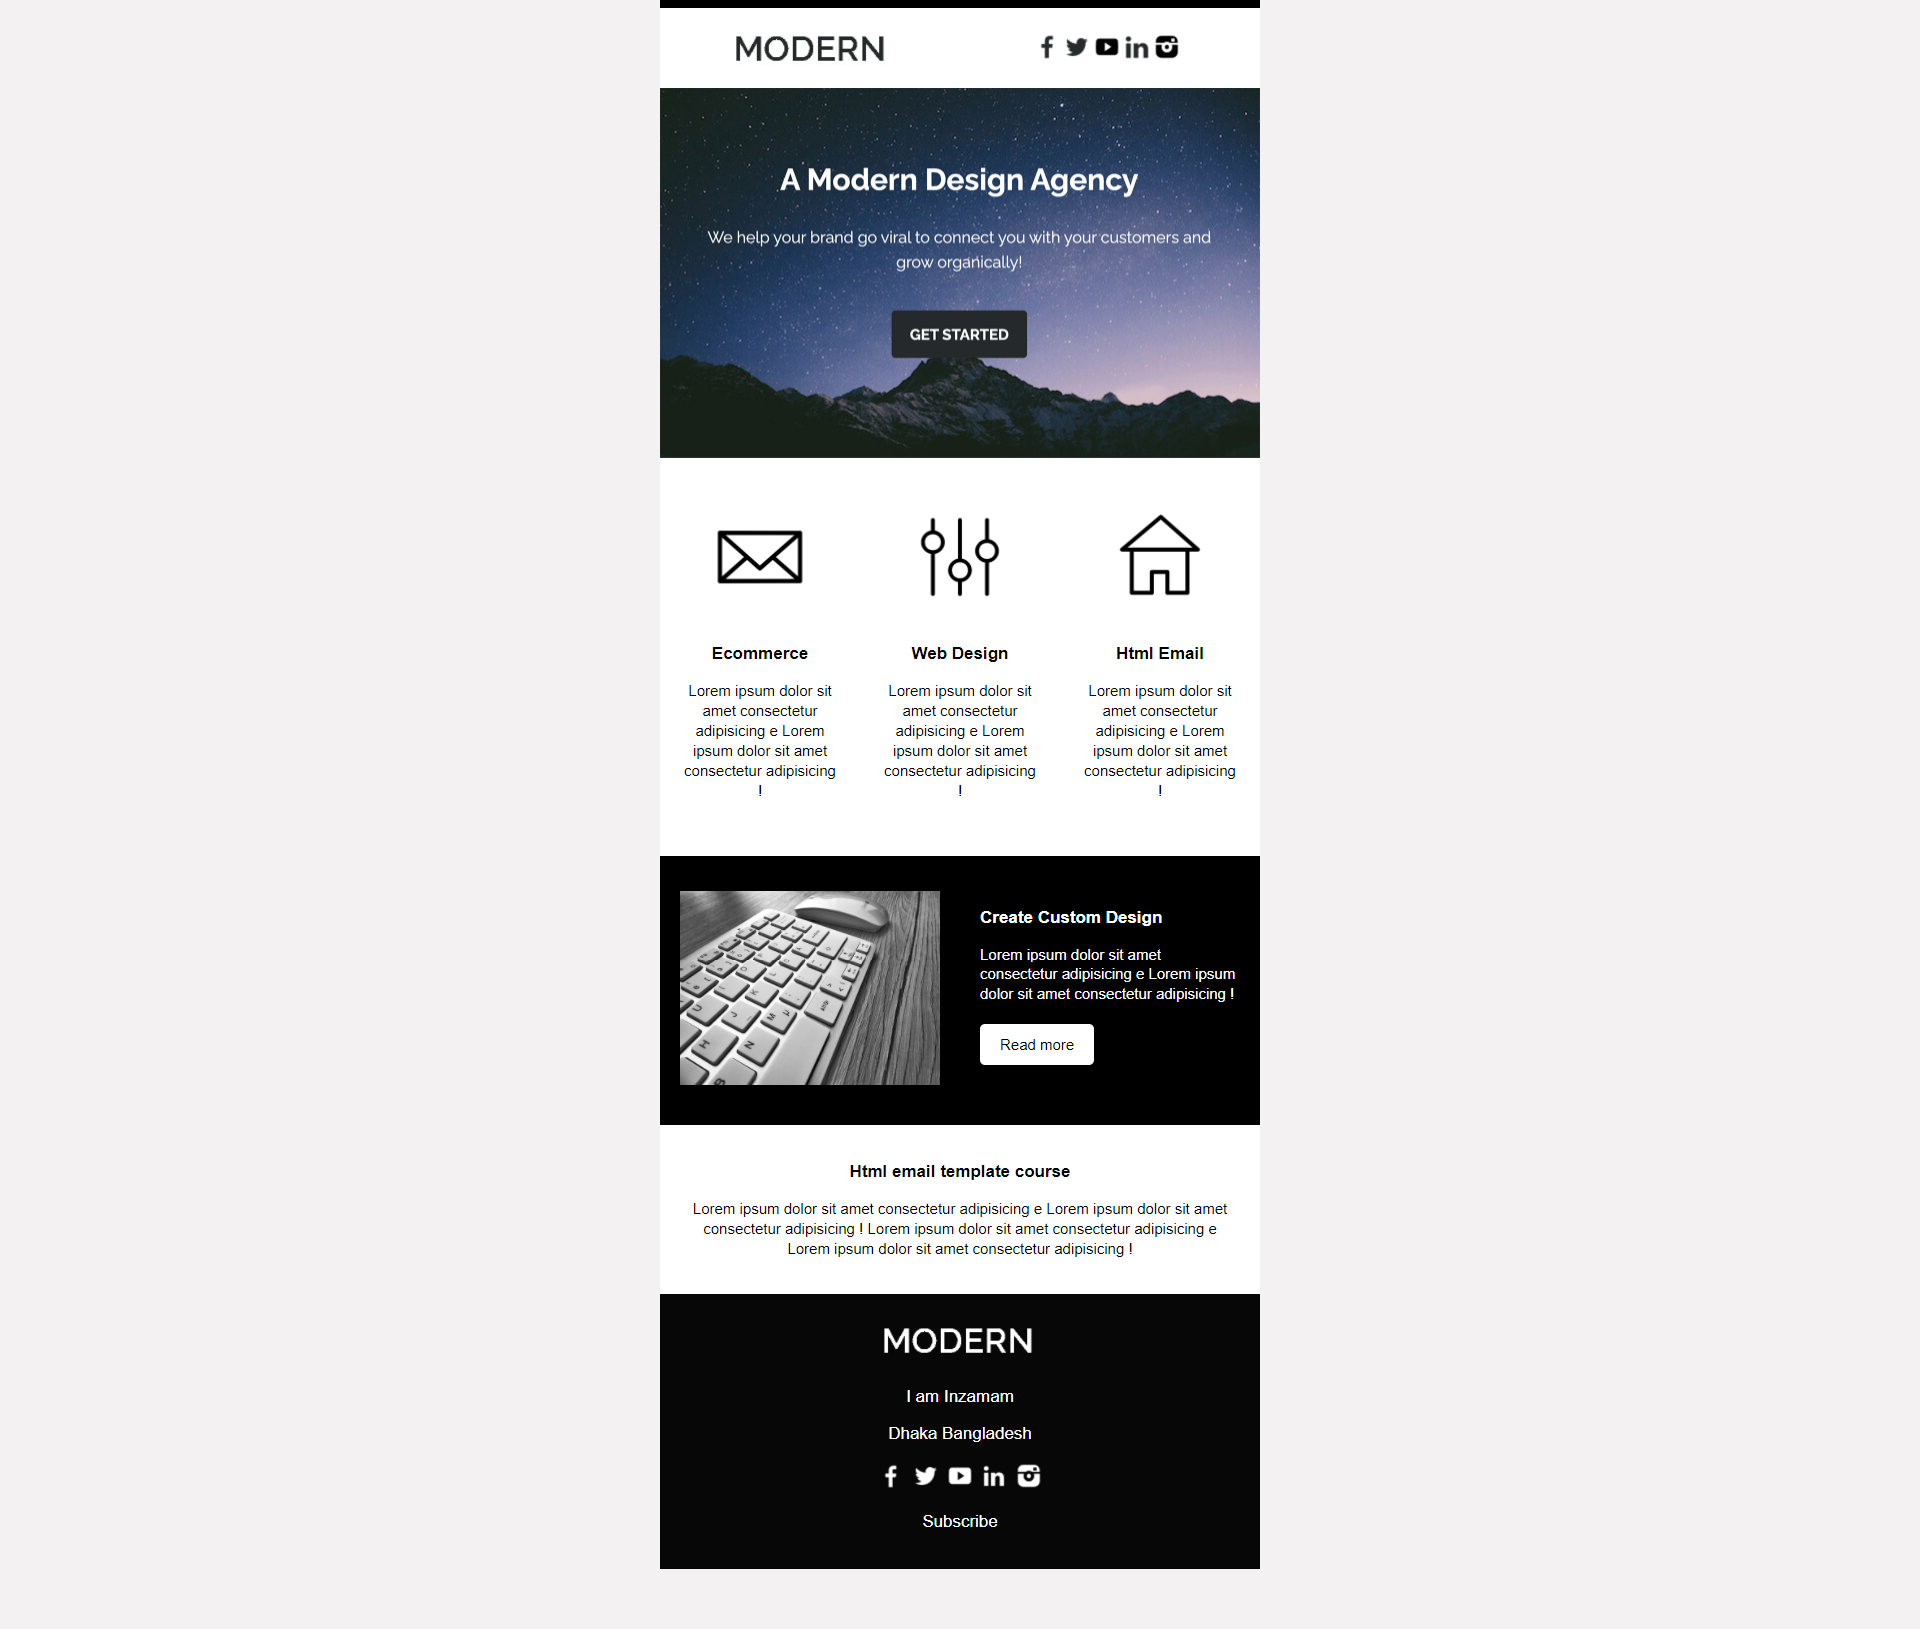 MODERN
A Modern Design Agency
We help your brand go viral to connect you with your customers and
grow organically!
GET STARTED
Ecommerce
Lorem ipsum dolor sit
amet consectetur
adipisicing e Lorem
ipsum dolor sit amet
consectetur adipisicing
!
Web Design
Lorem ipsum dolor sit
amet consectetur
adipisicing e Lorem
ipsum dolor sit amet
consectetur adipisicing
!
Html Email
Lorem ipsum dolor sit
amet consectetur
adipisicing e Lorem
ipsum dolor sit amet
consectetur adipisicing
!
Create Custom Design
Lorem ipsum dolor sit amet
consectetur adipisicing e Lorem ipsum
dolor sit amet consectetur adipisicing !
Read more
Html email template course
Lorem ipsum dolor sit amet consectetur adipisicing e Lorem ipsum dolor sit amet
consectetur adipisicing ! Lorem ipsum dolor sit amet consectetur adipisicing e
Lorem ipsum dolor sit amet consectetur adipisicing !
MODERN
I am Inzamam
Dhaka Bangladesh
Subscribe